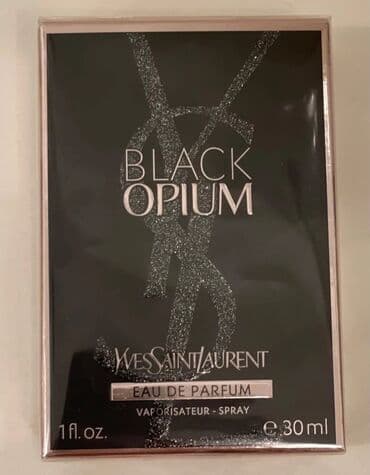 BLACK
OPIUM
YVES SAINT LAURENT
EAU DE PARFUM
VAPORISATEUR - SPRAY
1 fl. oz. ℮ 30 ml